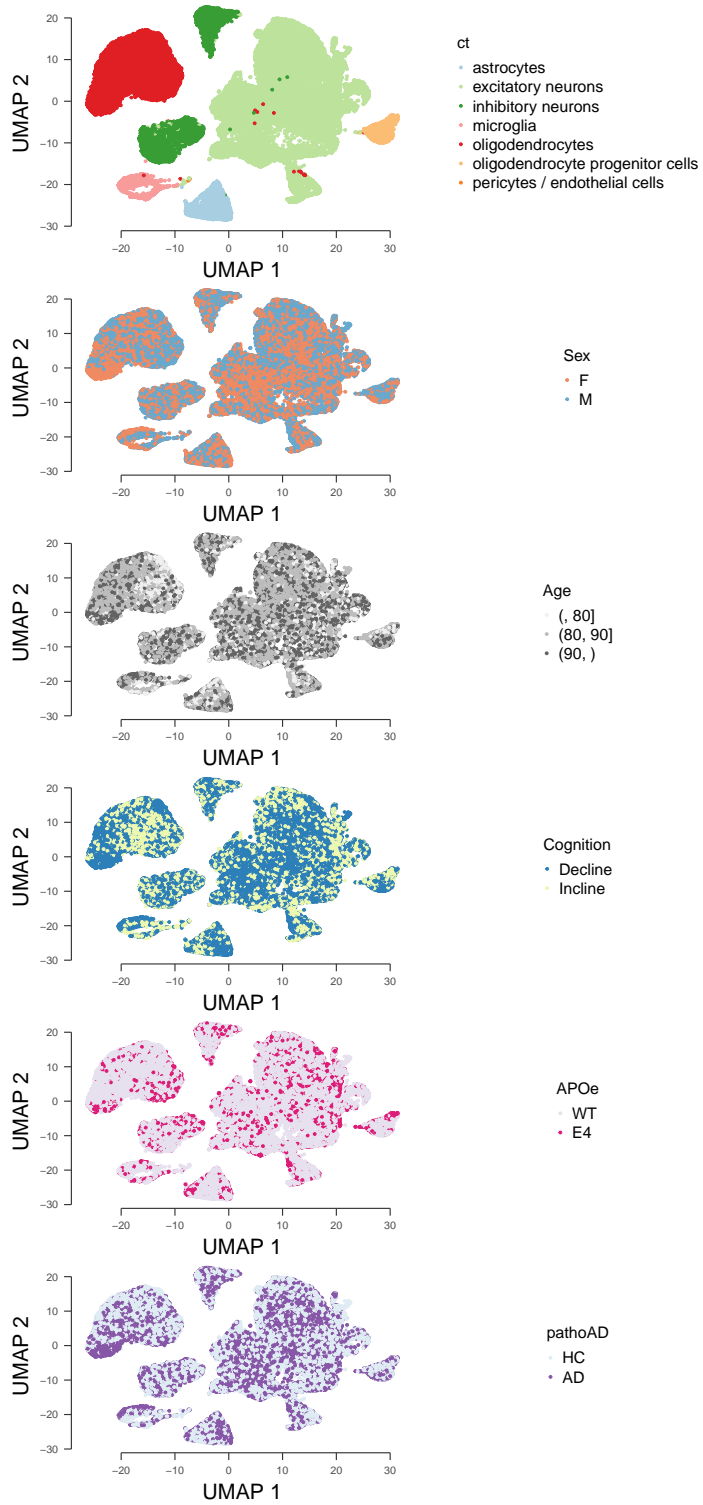 20
10
0
−10
−20
−30
UMAP 2
−20 −10 0 10 20 30
UMAP 1
ct
astrocytes
excitatory neurons
inhibitory neurons
microglia
oligodendrocytes
oligodendrocyte progenitor cells
pericytes / endothelial cells
20
10
0
−10
−20
−30
UMAP 2
−20 −10 0 10 20 30
UMAP 1
Sex
F
M
20
10
0
−10
−20
−30
UMAP 2
−20 −10 0 10 20 30
UMAP 1
Age
(, 80]
(80, 90]
(90, )
20
10
0
−10
−20
−30
UMAP 2
−20 −10 0 10 20 30
UMAP 1
Cognition
Decline
Incline
20
10
0
−10
−20
−30
UMAP 2
−20 −10 0 10 20 30
UMAP 1
APOe
WT
E4
20
10
0
−10
−20
−30
UMAP 2
−20 −10 0 10 20 30
UMAP 1
pathoAD
HC
AD